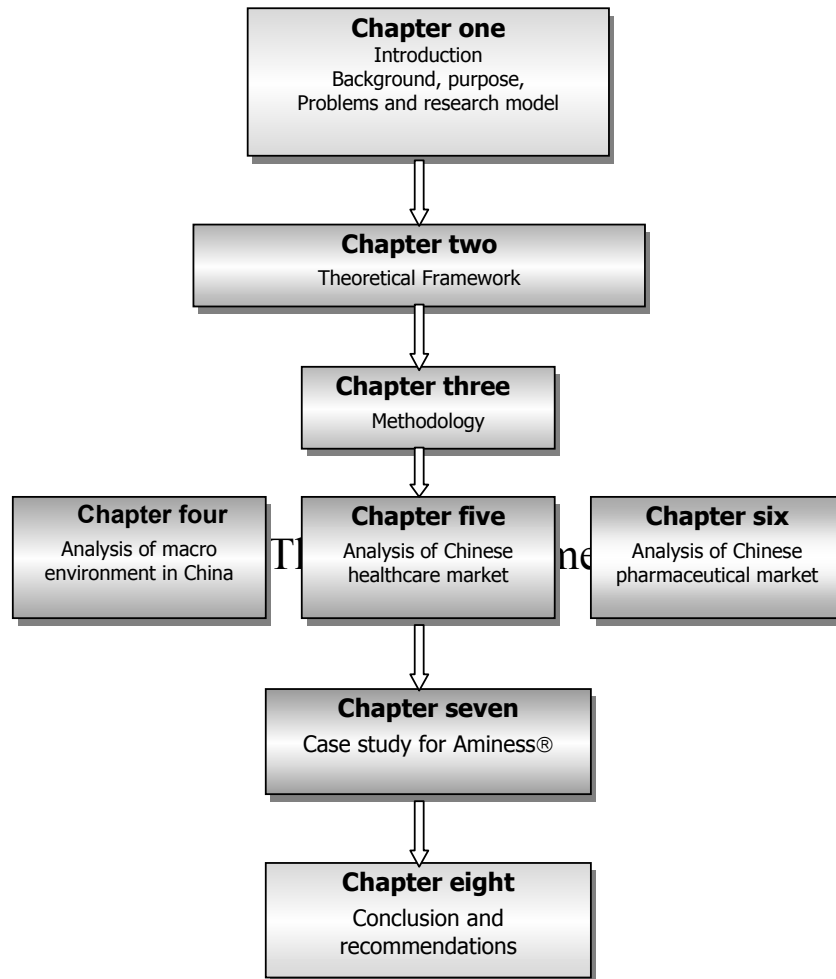 Chapter one
Introduction
Background, purpose,
Problems and research model
Chapter two
Theoretical Framework
Chapter three
Methodology
Chapter four
Analysis of macro
environment in China
Chapter five
Analysis of Chinese
healthcare market
Chapter six
Analysis of Chinese
pharmaceutical market
Chapter seven
Case study for Aminess®
Chapter eight
Conclusion and
recommendations